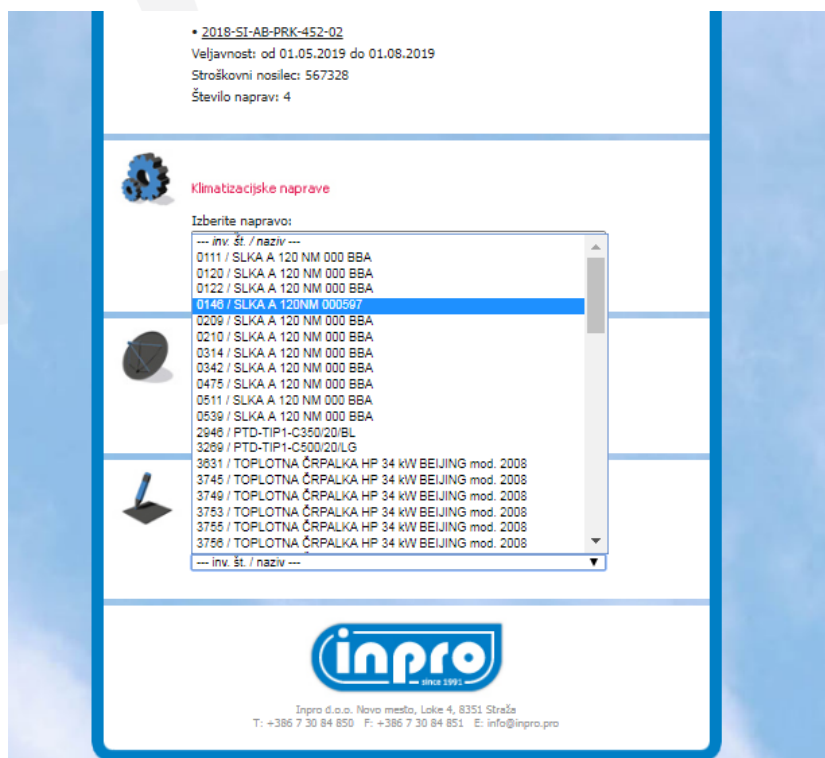 • 2018-SI-AB-PRK-452-02
Veljavnost: od 01.05.2019 do 01.08.2019
Stroškovni nosilec: 567328
Število naprav: 4
Klimatizacijske naprave
Izberite napravo:
--- inv. št. / naziv ---
0111 / SLKA A 120 NM 000 BBA
0120 / SLKA A 120 NM 000 BBA
0122 / SLKA A 120 NM 000 BBA
0146 / SLKA A 120NM 000597
0209 / SLKA A 120 NM 000 BBA
0210 / SLKA A 120 NM 000 BBA
0314 / SLKA A 120 NM 000 BBA
0342 / SLKA A 120 NM 000 BBA
0475 / SLKA A 120 NM 000 BBA
0511 / SLKA A 120 NM 000 BBA
0539 / SLKA A 120 NM 000 BBA
2946 / PTD-TIP1-C350/20/BL
3269 / PTD-TIP1-C500/20/LG
3631 / TOPLOTNA ČRPALKA HP 34 kW BEIJING mod. 2008
3745 / TOPLOTNA ČRPALKA HP 34 kW BEIJING mod. 2008
3749 / TOPLOTNA ČRPALKA HP 34 kW BEIJING mod. 2008
3753 / TOPLOTNA ČRPALKA HP 34 kW BEIJING mod. 2008
3755 / TOPLOTNA ČRPALKA HP 34 kW BEIJING mod. 2008
3756 / TOPLOTNA ČRPALKA HP 34 kW BEIJING mod. 2008
--- inv. št. / naziv ---
inpro
since 1991
Inpro d.o.o. Novo mesto, Loke 4, 8351 Straža
T: +386 7 30 84 850 F: +386 7 30 84 851 E: info@inpro.pro